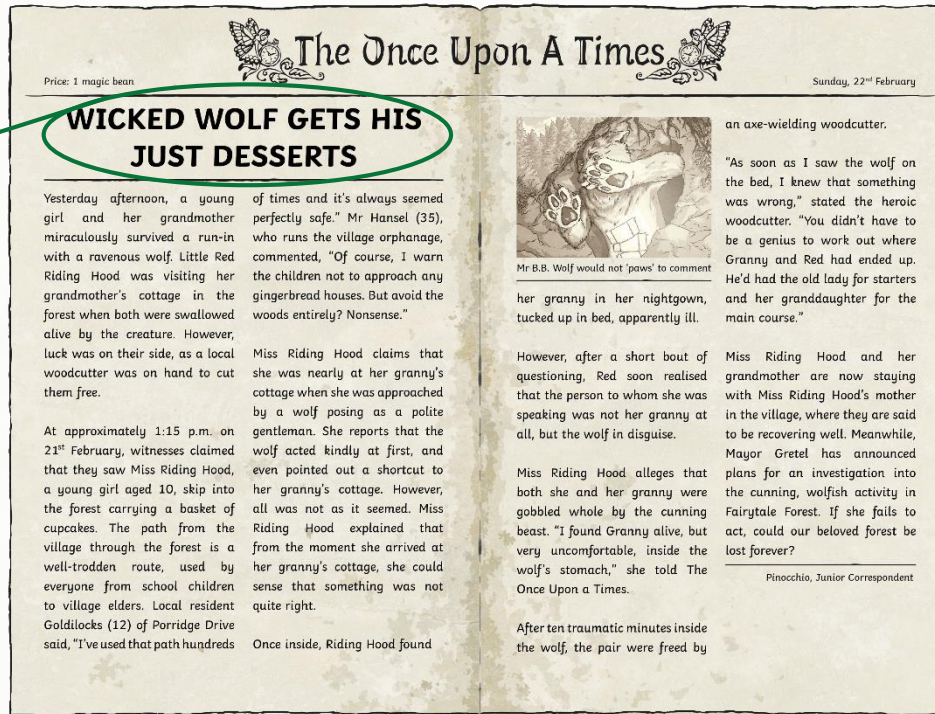 The Once Upon A Times
Price: 1 magic bean
Sunday, 22nd February
WICKED WOLF GETS HIS
JUST DESSERTS
Yesterday afternoon, a young
girl and her grandmother
miraculously survived a run-in
with a ravenous wolf. Little Red
Riding Hood was visiting her
grandmother's cottage in the
forest when both were swallowed
alive by the creature. However,
luck was on their side, as a local
woodcutter was on hand to cut
them free.
At approximately 1:15 p.m. on
21st February, witnesses claimed
that they saw Miss Riding Hood,
a young girl aged 10, skip into
the forest carrying a basket of
cupcakes. The path from the
village through the forest is a
well-trodden route, used by
everyone from school children
to village elders. Local resident
Goldilocks (12) of Porridge Drive
said, “I've used that path hundreds
of times and it's always seemed
perfectly safe.” Mr Hansel (35),
who runs the village orphanage,
commented, “Of course, I warn
the children not to approach any
gingerbread houses. But avoid the
woods entirely? Nonsense.”
Miss Riding Hood claims that
she was nearly at her granny's
cottage when she was approached
by a wolf posing as a polite
gentleman. She reports that the
wolf acted kindly at first, and
even pointed out a shortcut to
her granny's cottage. However,
all was not as it seemed. Miss
Riding Hood explained that
from the moment she arrived at
her granny's cottage, she could
sense that something was not
quite right.
Once inside, Riding Hood found
Mr B.B. Wolf would not 'paws' to comment
her granny in her nightgown,
tucked up in bed, apparently ill.
However, after a short bout of
questioning, Red soon realised
that the person to whom she was
speaking was not her granny at
all, but the wolf in disguise.
Miss Riding Hood alleges that
both she and her granny were
gobbled whole by the cunning
beast. “I found Granny alive, but
very uncomfortable, inside the
wolf's stomach,” she told The
Once Upon a Times.
After ten traumatic minutes inside
the wolf, the pair were freed by
an axe-wielding woodcutter.
“As soon as I saw the wolf on
the bed, I knew that something
was wrong,” stated the heroic
woodcutter. “You didn't have to
be a genius to work out where
Granny and Red had ended up.
He'd had the old lady for starters
and her granddaughter for the
main course.”
Miss Riding Hood and her
grandmother are now staying
with Miss Riding Hood's mother
in the village, where they are said
to be recovering well. Meanwhile,
Mayor Gretel has announced
plans for an investigation into
the cunning, wolfish activity in
Fairytale Forest. If she fails to
act, could our beloved forest be
lost forever?
Pinocchio, Junior Correspondent